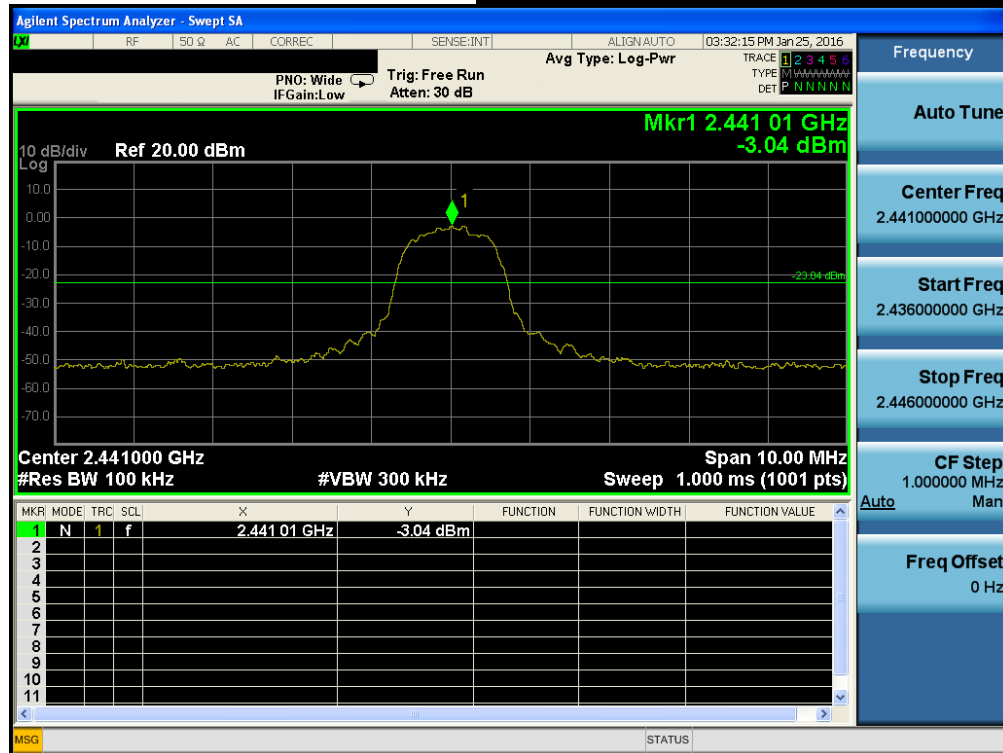 Agilent Spectrum Analyzer - Swept SA
LXI RF 50 Ω AC CORREC SENSE:INT ALIGN AUTO 03:32:15 PM Jan 25, 2016
Frequency
PNO: Wide
IFGain:Low
Trig: Free Run
Atten: 30 dB
Avg Type: Log-Pwr
TRACE 1 2 3 4 5 6
TYPE M WWWWWW
DET P N N N N N
Mkr1 2.441 01 GHz
-3.04 dBm
10 dB/div Ref 20.00 dBm
Log
10.0
0.00
-10.0
-20.0
-30.0
-40.0
-50.0
-60.0
-70.0
1
-23.04 dBm
Center 2.441000 GHz Span 10.00 MHz
#Res BW 100 kHz #VBW 300 kHz Sweep 1.000 ms (1001 pts)
MKR MODE TRC SCL X Y FUNCTION FUNCTION WIDTH FUNCTION VALUE
1 N 1 f 2.441 01 GHz -3.04 dBm
2
3
4
5
6
7
8
9
10
11
MSG STATUS
Auto Tune
Center Freq
2.441000000 GHz
Start Freq
2.436000000 GHz
Stop Freq
2.446000000 GHz
CF Step
1.000000 MHz
Auto Man
Freq Offset
0 Hz